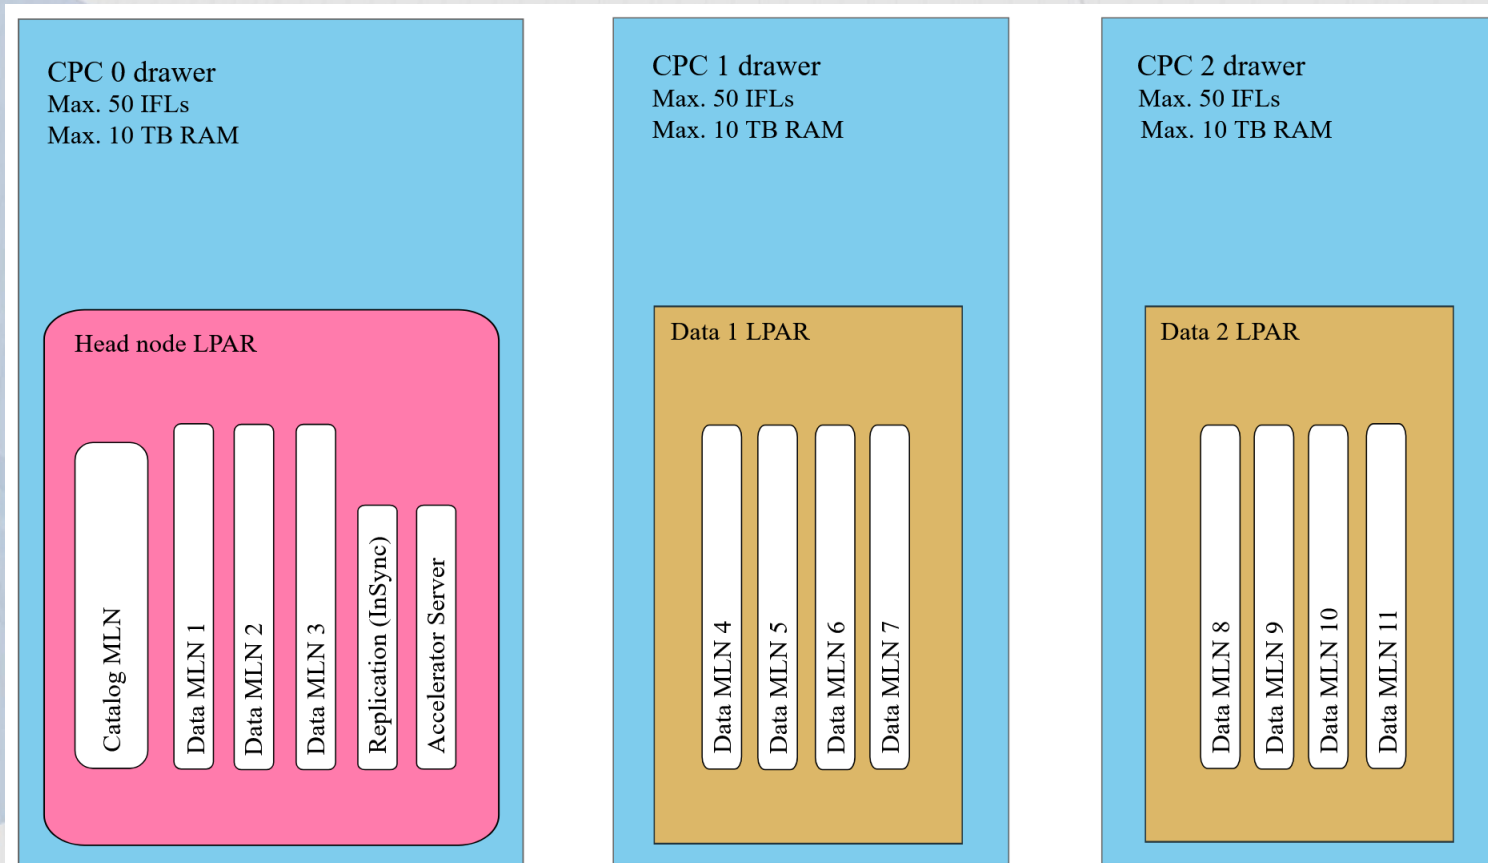 CPC 0 drawer
Max. 50 IFLs
Max. 10 TB RAM
Head node LPAR
Catalog MLN
Data MLN 1
Data MLN 2
Data MLN 3
Replication (InSync)
Accelerator Server
CPC 1 drawer
Max. 50 IFLs
Max. 10 TB RAM
Data 1 LPAR
Data MLN 4
Data MLN 5
Data MLN 6
Data MLN 7
CPC 2 drawer
Max. 50 IFLs
Max. 10 TB RAM
Data 2 LPAR
Data MLN 8
Data MLN 9
Data MLN 10
Data MLN 11